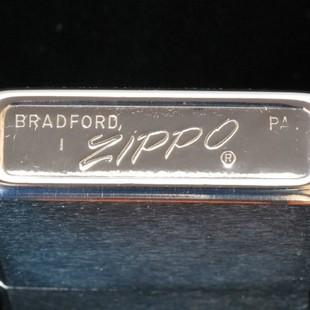 BRADFORD, PA.
I ZIPPO ®